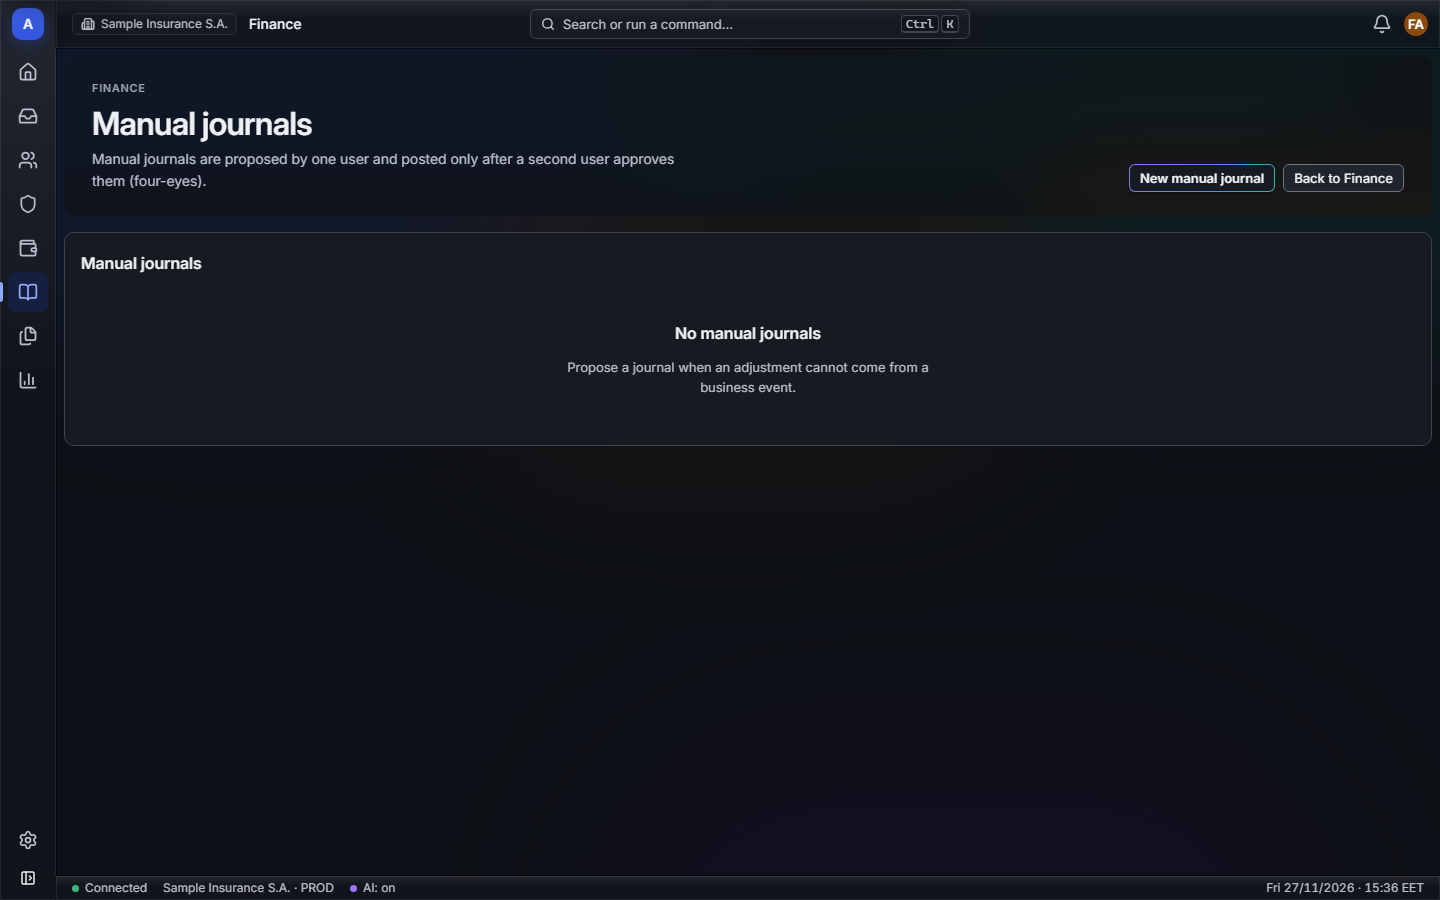 A
Sample Insurance S.A.
Finance
Search or run a command...
Ctrl K
FA
FINANCE
Manual journals
Manual journals are proposed by one user and posted only after a second user approves
them (four-eyes).
New manual journal
Back to Finance
Manual journals
No manual journals
Propose a journal when an adjustment cannot come from a
business event.
Connected
Sample Insurance S.A. · PROD
AI: on
Fri 27/11/2026 · 15:36 EET